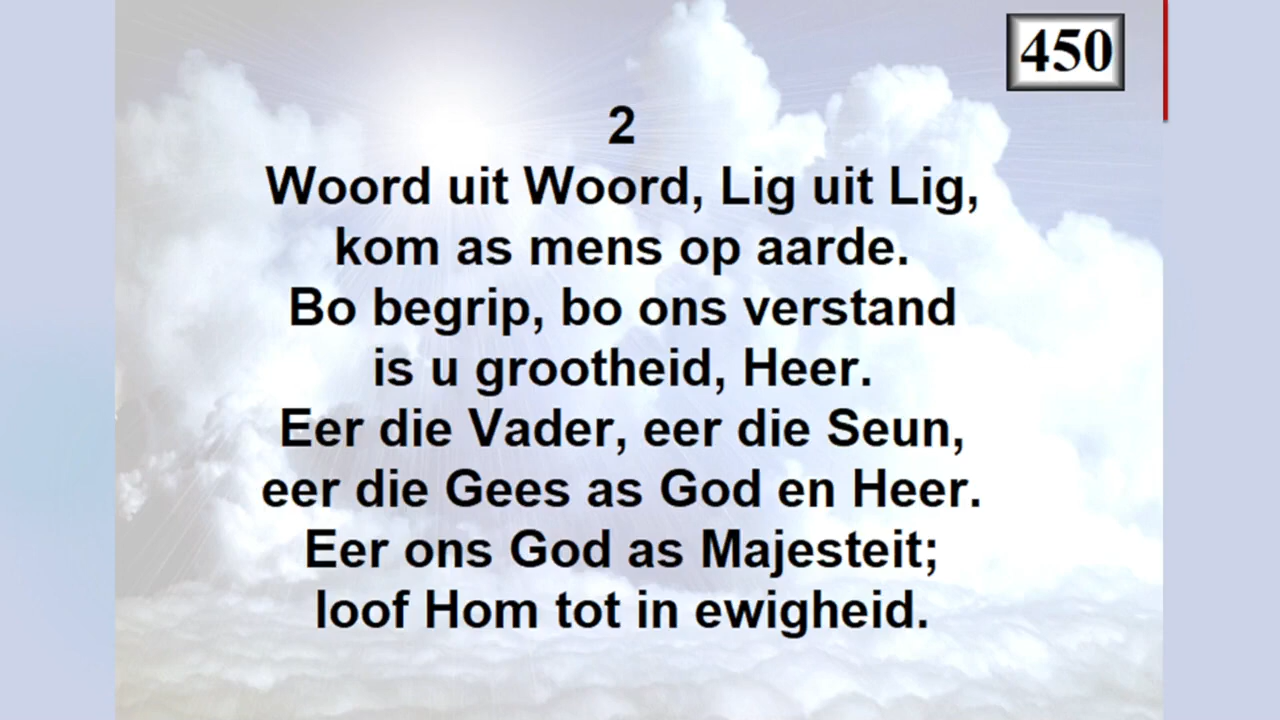 450
2
Woord uit Woord, Lig uit Lig,
kom as mens op aarde.
Bo begrip, bo ons verstand
is u grootheid, Heer.
Eer die Vader, eer die Seun,
eer die Gees as God en Heer.
Eer ons God as Majesteit;
loof Hom tot in ewigheid.